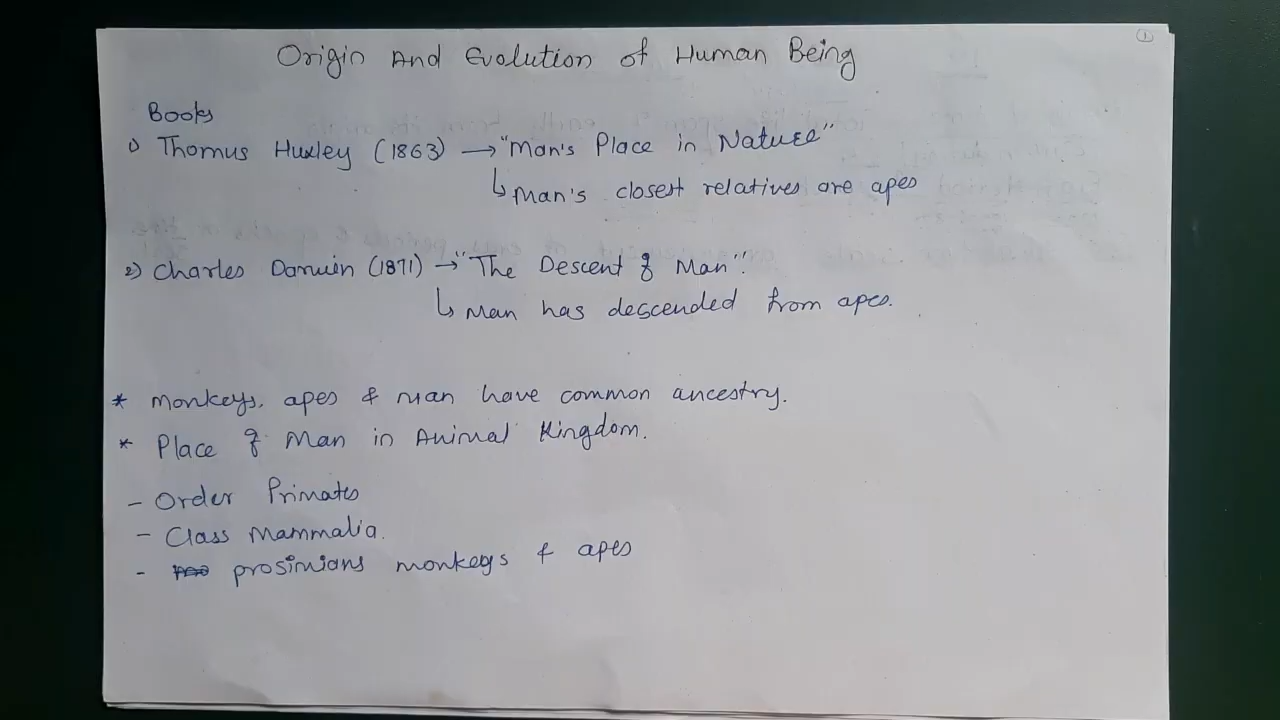 1
Origin And Evolution of Human Being
Books
1) Thomus Huxley (1863) → "Man's Place in Nature"
↳ Man's closest relatives are apes
2) Charles Darwin (1871) → "The Descent of Man".
↳ Man has descended from apes.
* Monkeys, apes & man have common ancestry.
* Place of Man in Animal Kingdom.
- Order Primates
- Class Mammalia.
- prosimians monkeys & apes